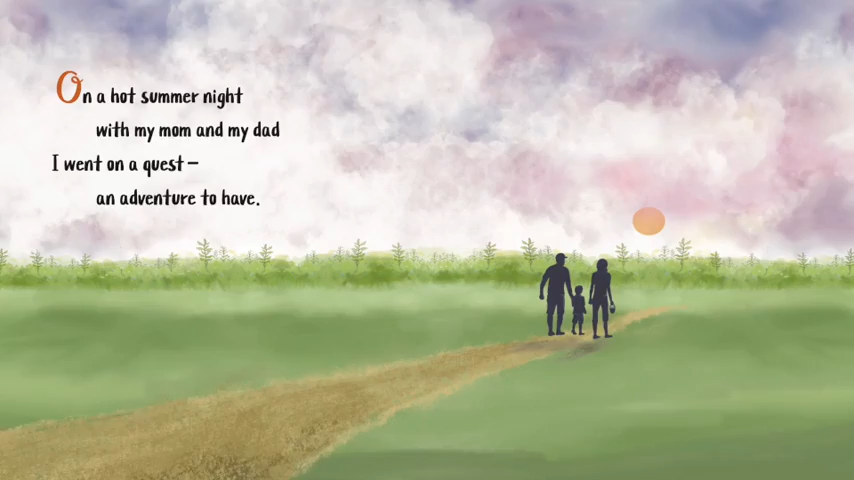 On a hot summer night
with my mom and my dad
I went on a quest –
an adventure to have.